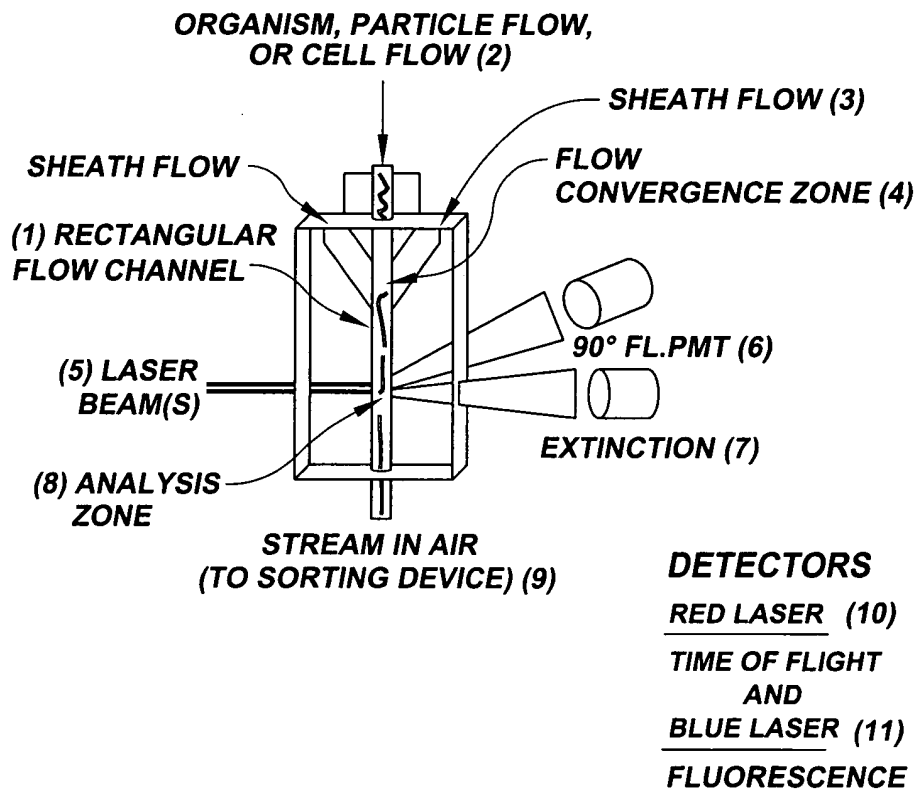 ORGANISM, PARTICLE FLOW,
OR CELL FLOW (2)
SHEATH FLOW (3)
SHEATH FLOW
FLOW
CONVERGENCE ZONE (4)
(1) RECTANGULAR
FLOW CHANNEL
90° FL.PMT (6)
(5) LASER
BEAM(S)
EXTINCTION (7)
(8) ANALYSIS
ZONE
STREAM IN AIR
(TO SORTING DEVICE) (9)
DETECTORS
RED LASER (10)
TIME OF FLIGHT
AND
BLUE LASER (11)
FLUORESCENCE